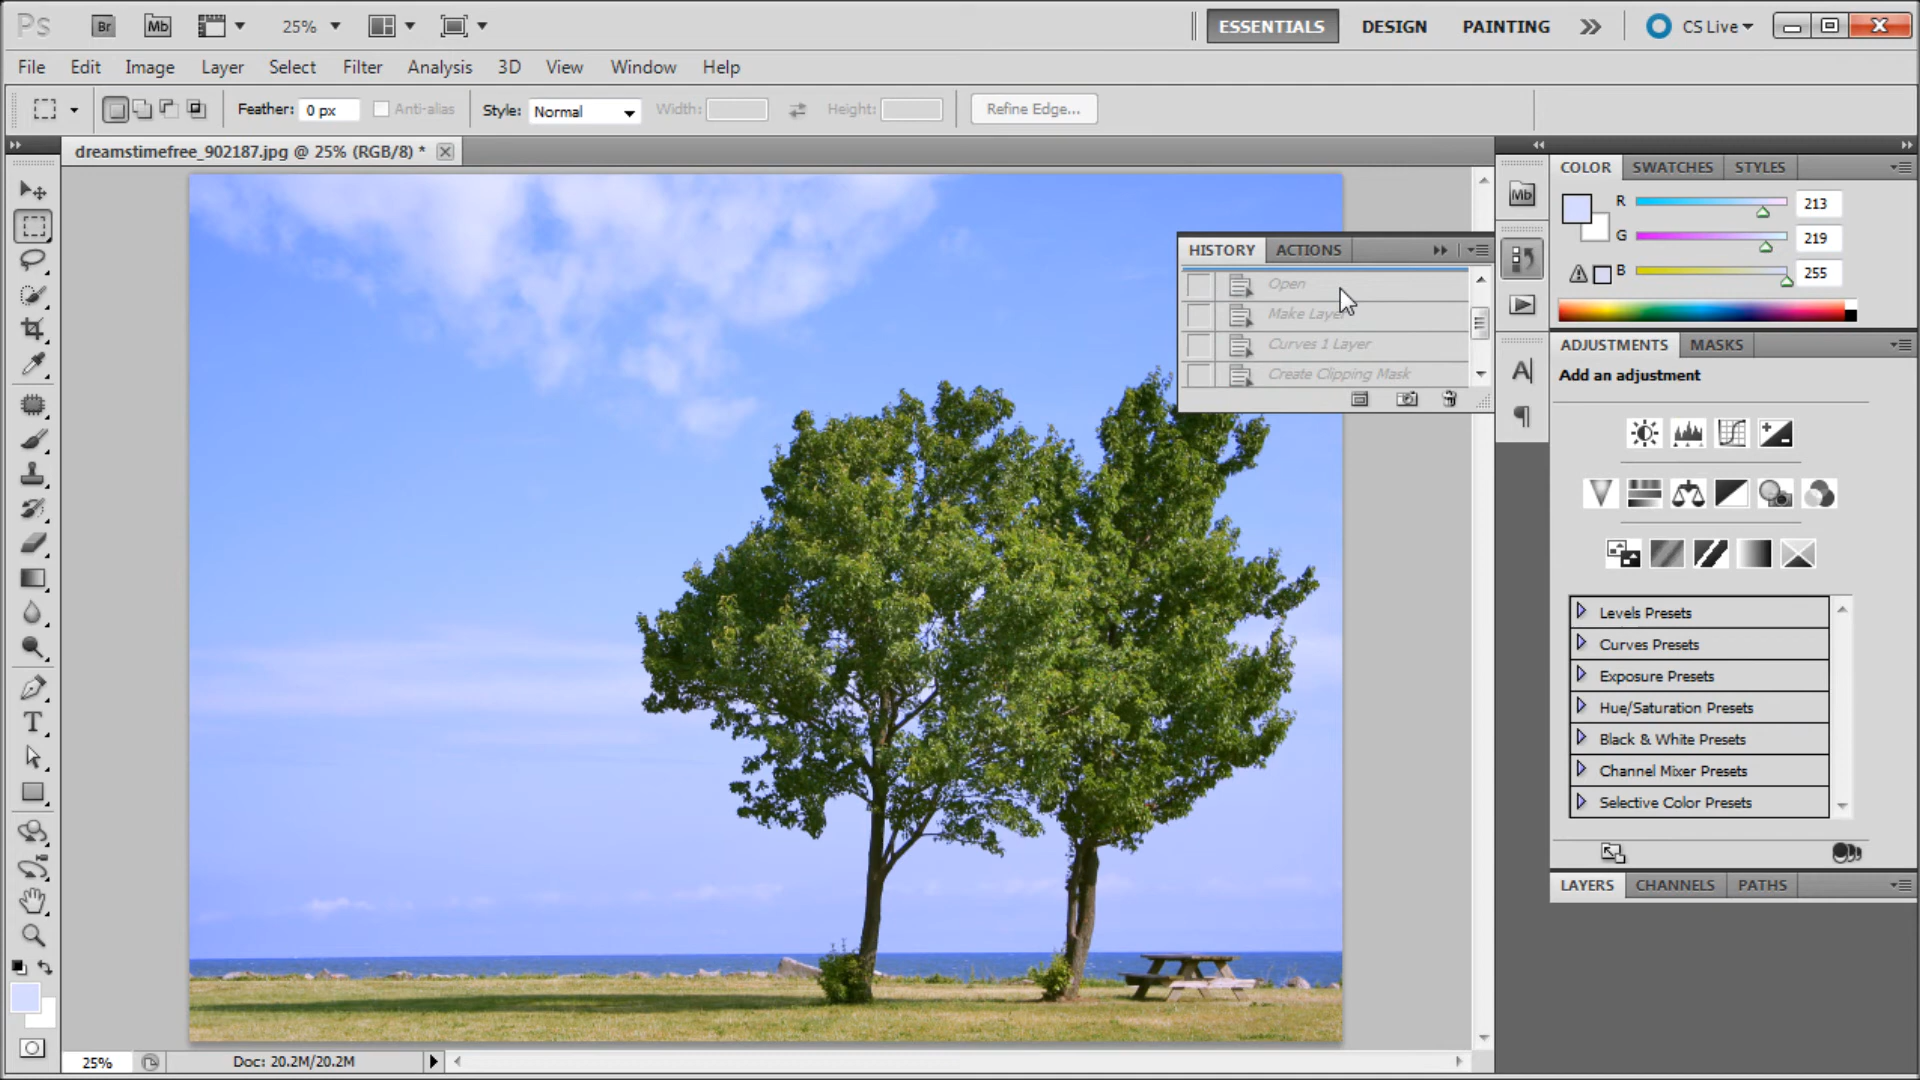 Ps Br Mb 25% ESSENTIALS DESIGN PAINTING CS Live
File Edit Image Layer Select Filter Analysis 3D View Window Help
Feather: 0 px Anti-alias Style: Normal Width: Height: Refine Edge...
dreamstimefree_902187.jpg @ 25% (RGB/8) *
HISTORY ACTIONS
Open
Make Layer
Curves 1 Layer
Create Clipping Mask
Mb
COLOR SWATCHES STYLES
R 213
G 219
B 255
ADJUSTMENTS MASKS
Add an adjustment
Levels Presets
Curves Presets
Exposure Presets
Hue/Saturation Presets
Black & White Presets
Channel Mixer Presets
Selective Color Presets
LAYERS CHANNELS PATHS
25% Doc: 20.2M/20.2M